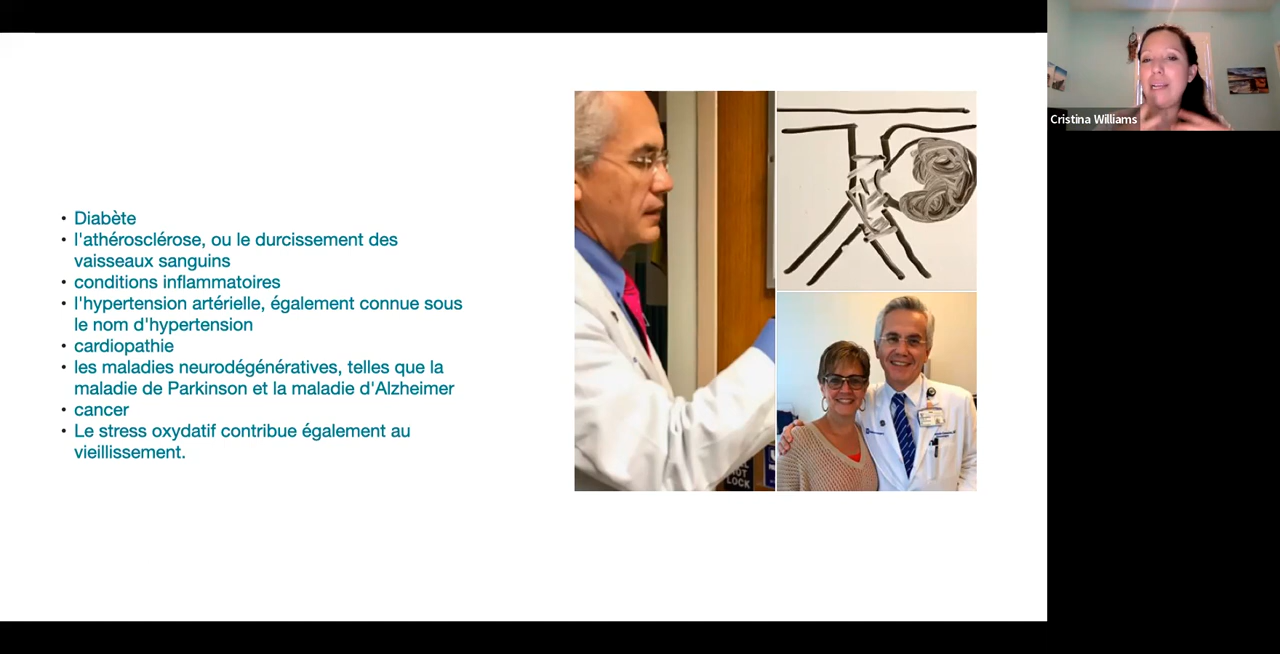 • Diabète
• l'athérosclérose, ou le durcissement des
vaisseaux sanguins
• conditions inflammatoires
• l'hypertension artérielle, également connue sous
le nom d'hypertension
• cardiopathie
• les maladies neurodégénératives, telles que la
maladie de Parkinson et la maladie d'Alzheimer
• cancer
• Le stress oxydatif contribue également au
vieillissement.
LOCK
Cristina Williams